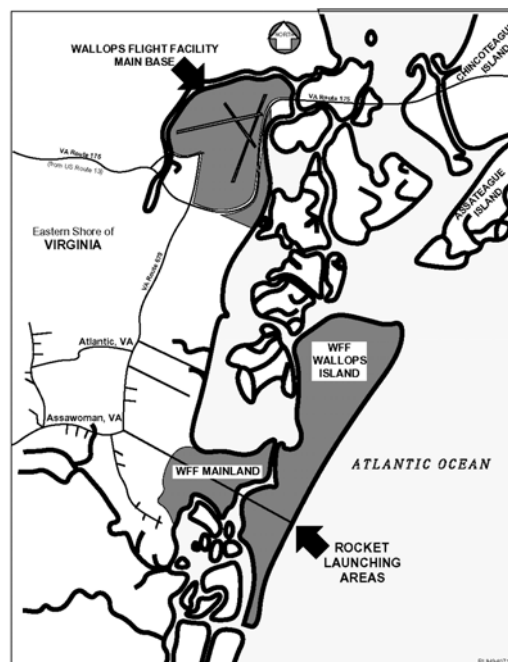 NORTH
WALLOPS FLIGHT FACILITY
MAIN BASE
CHINCOTEAGUE
ISLAND
VA Route 175
VA Route 175
(from US Route 13)
ASSATEAGUE
ISLAND
Eastern Shore of
VIRGINIA
VA Route 679
Atlantic, VA
WFF
WALLOPS
ISLAND
Assawoman, VA
WFF MAINLAND
ATLANTIC OCEAN
ROCKET
LAUNCHING
AREAS